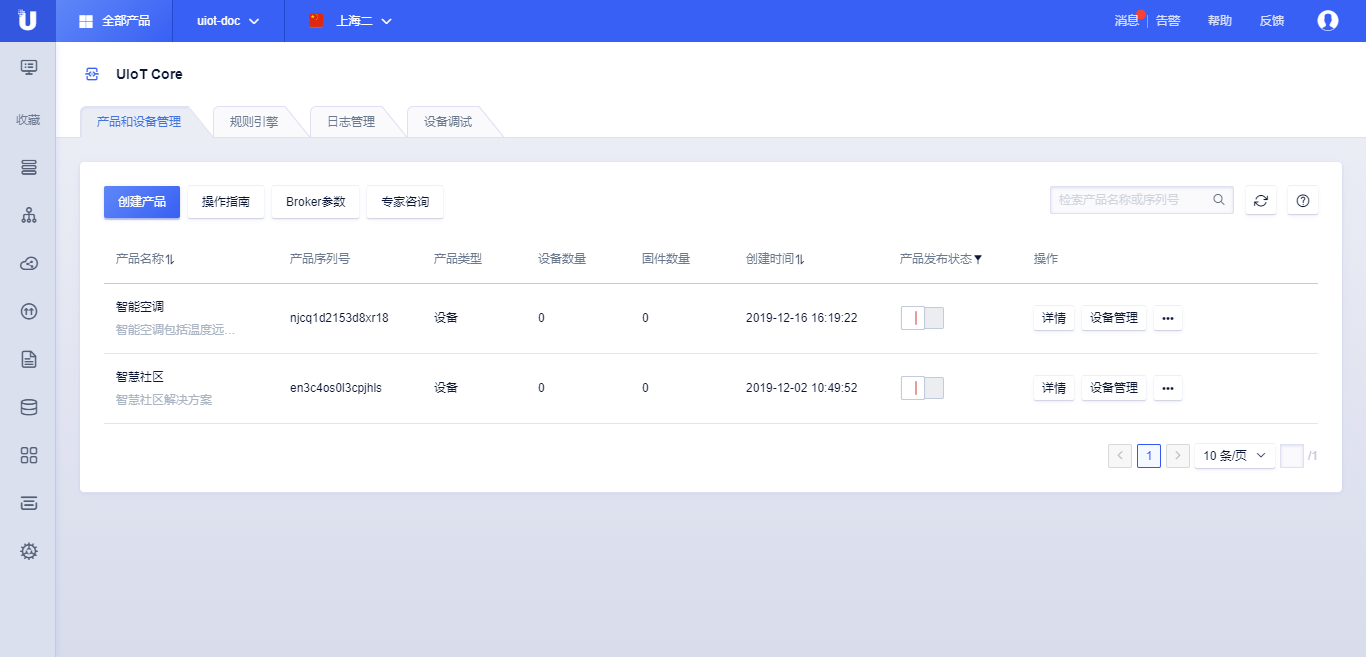 全部产品 uiot-doc 上海二 消息 告警 帮助 反馈
UIoT Core
收藏
产品和设备管理 规则引擎 日志管理 设备调试
创建产品 操作指南 Broker参数 专家咨询 检索产品名称或序列号
产品名称 产品序列号 产品类型 设备数量 固件数量 创建时间 产品发布状态 操作
智能空调
智能空调包括温度远...
njcq1d2153d8xr18 设备 0 0 2019-12-16 16:19:22 详情 设备管理 •••
智慧社区
智慧社区解决方案
en3c4os0l3cpjhls 设备 0 0 2019-12-02 10:49:52 详情 设备管理 •••
1 10 条/页 /1